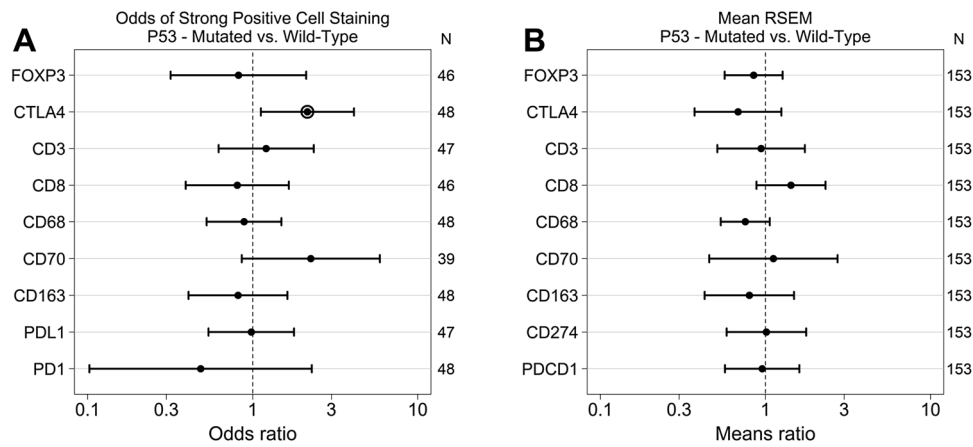 A
Odds of Strong Positive Cell Staining
P53 - Mutated vs. Wild-Type
N
FOXP3 46
CTLA4 48
CD3 47
CD8 46
CD68 48
CD70 39
CD163 48
PDL1 47
PD1 48
0.1 0.3 1 3 10
Odds ratio
B
Mean RSEM
P53 - Mutated vs. Wild-Type
N
FOXP3 153
CTLA4 153
CD3 153
CD8 153
CD68 153
CD70 153
CD163 153
CD274 153
PDCD1 153
0.1 0.3 1 3 10
Means ratio